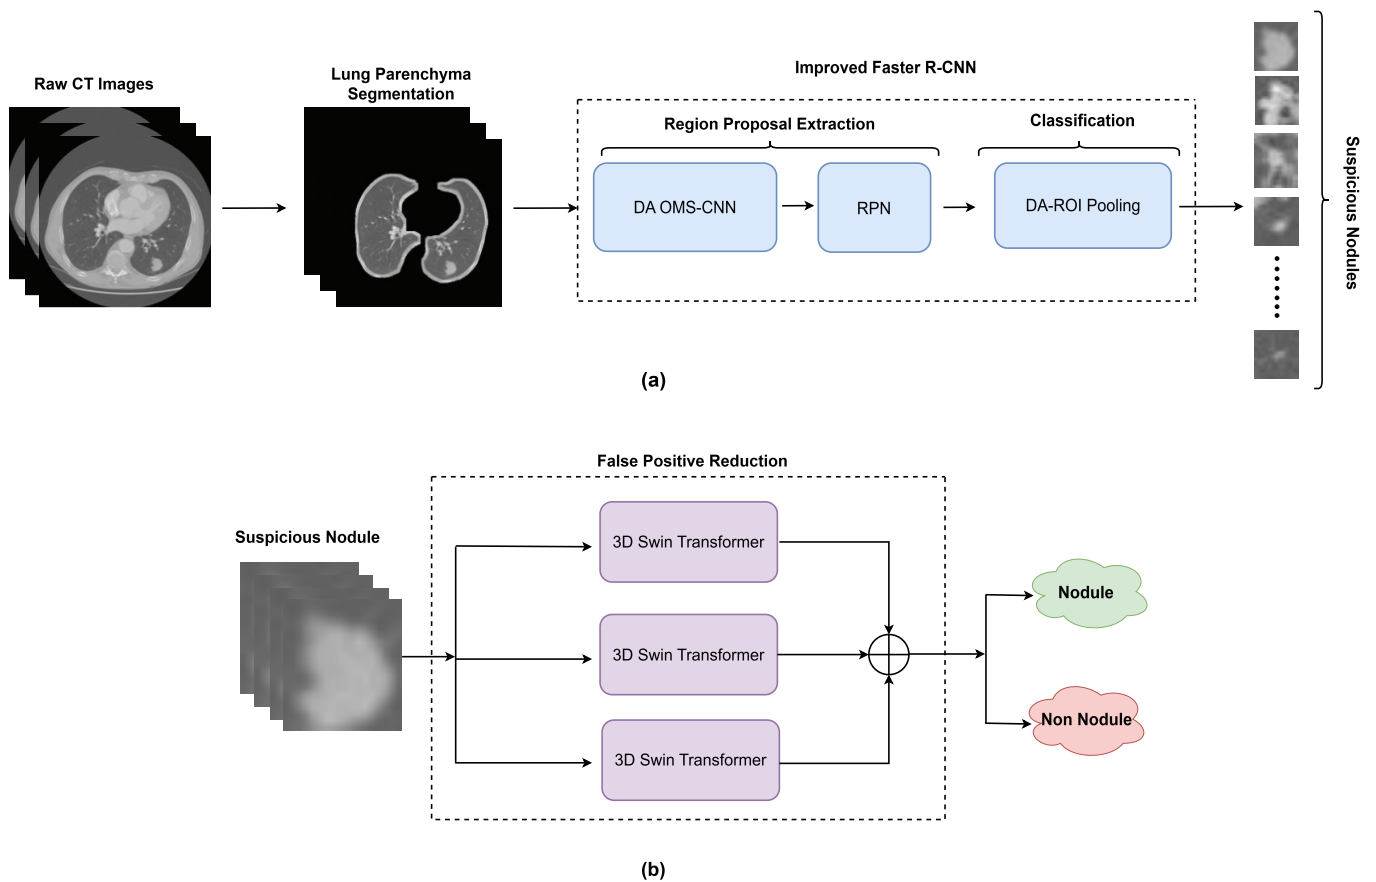 Raw CT Images
Lung Parenchyma
Segmentation
Improved Faster R-CNN
Region Proposal Extraction
Classification
DA OMS-CNN
RPN
DA-ROI Pooling
Suspicious Nodules
(a)
False Positive Reduction
Suspicious Nodule
3D Swin Transformer
3D Swin Transformer
3D Swin Transformer
Nodule
Non Nodule
(b)